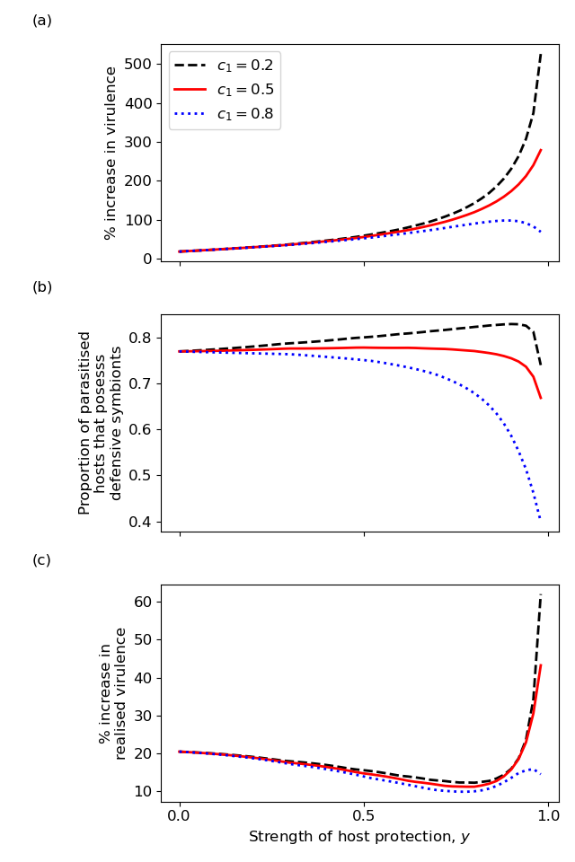 (a)
% increase in virulence
500
400
300
200
100
0
c₁ = 0.2
c₁ = 0.5
c₁ = 0.8
(b)
Proportion of parasitised
hosts that posesss
defensive symbionts
0.8
0.7
0.6
0.5
0.4
(c)
% increase in
realised virulence
60
50
40
30
20
10
0.0 0.5 1.0
Strength of host protection, y